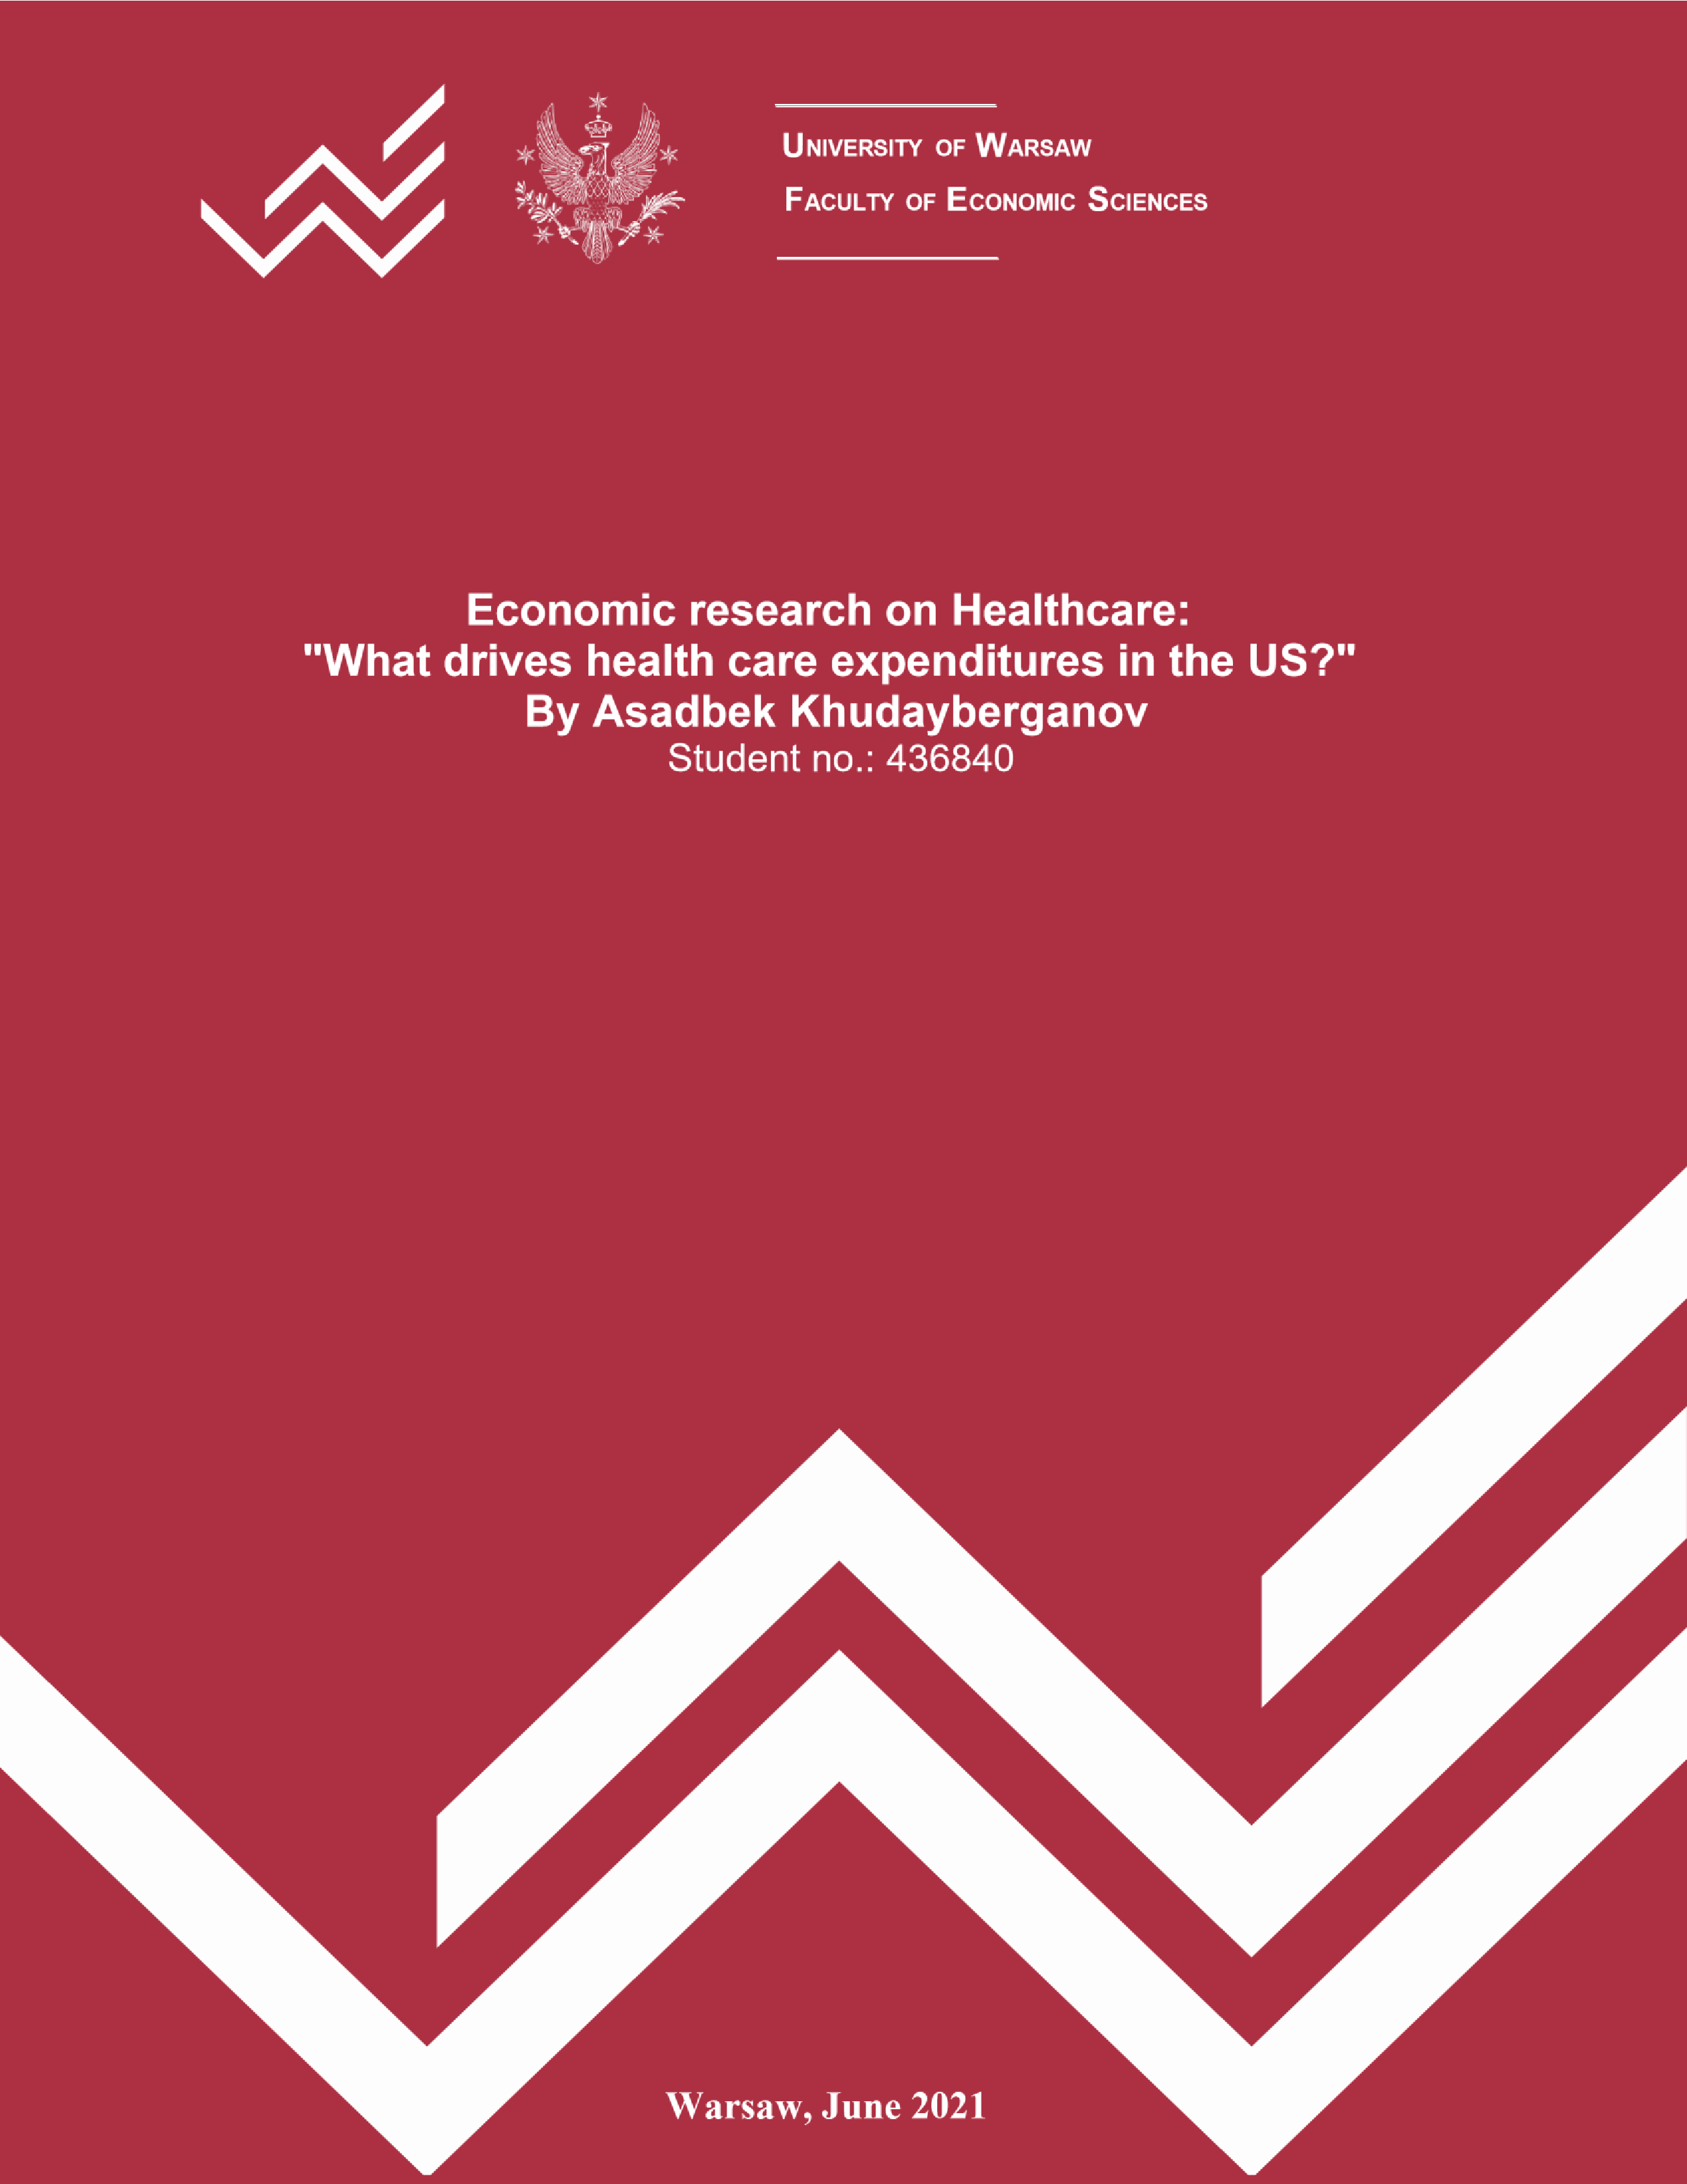 UNIVERSITY OF WARSAW
FACULTY OF ECONOMIC SCIENCES
Economic research on Healthcare:
"What drives health care expenditures in the US?"
By Asadbek Khudayberganov
Student no.: 436840
Warsaw, June 2021